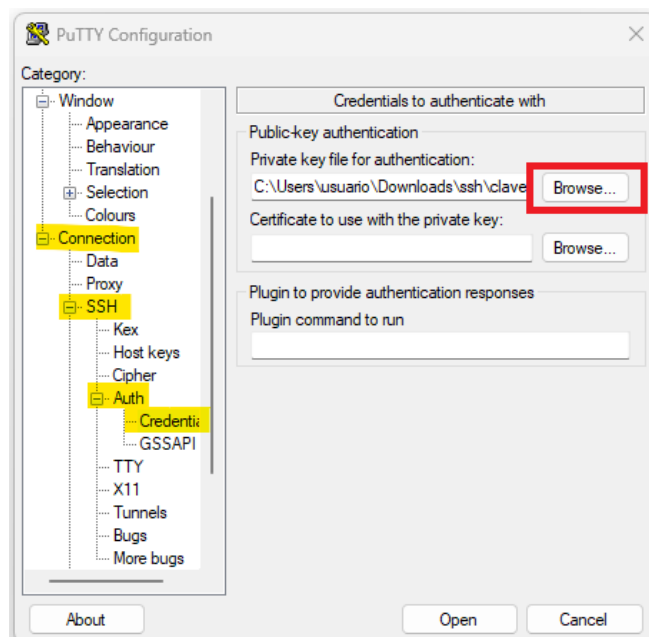 PuTTY Configuration
Category:
Window
Appearance
Behaviour
Translation
Selection
Colours
Connection
Data
Proxy
SSH
Kex
Host keys
Cipher
Auth
Credentia
GSSAPI
TTY
X11
Tunnels
Bugs
More bugs
Credentials to authenticate with
Public-key authentication
Private key file for authentication:
C:\Users\usuario\Downloads\ssh\clave Browse...
Certificate to use with the private key:
Browse...
Plugin to provide authentication responses
Plugin command to run
About Open Cancel